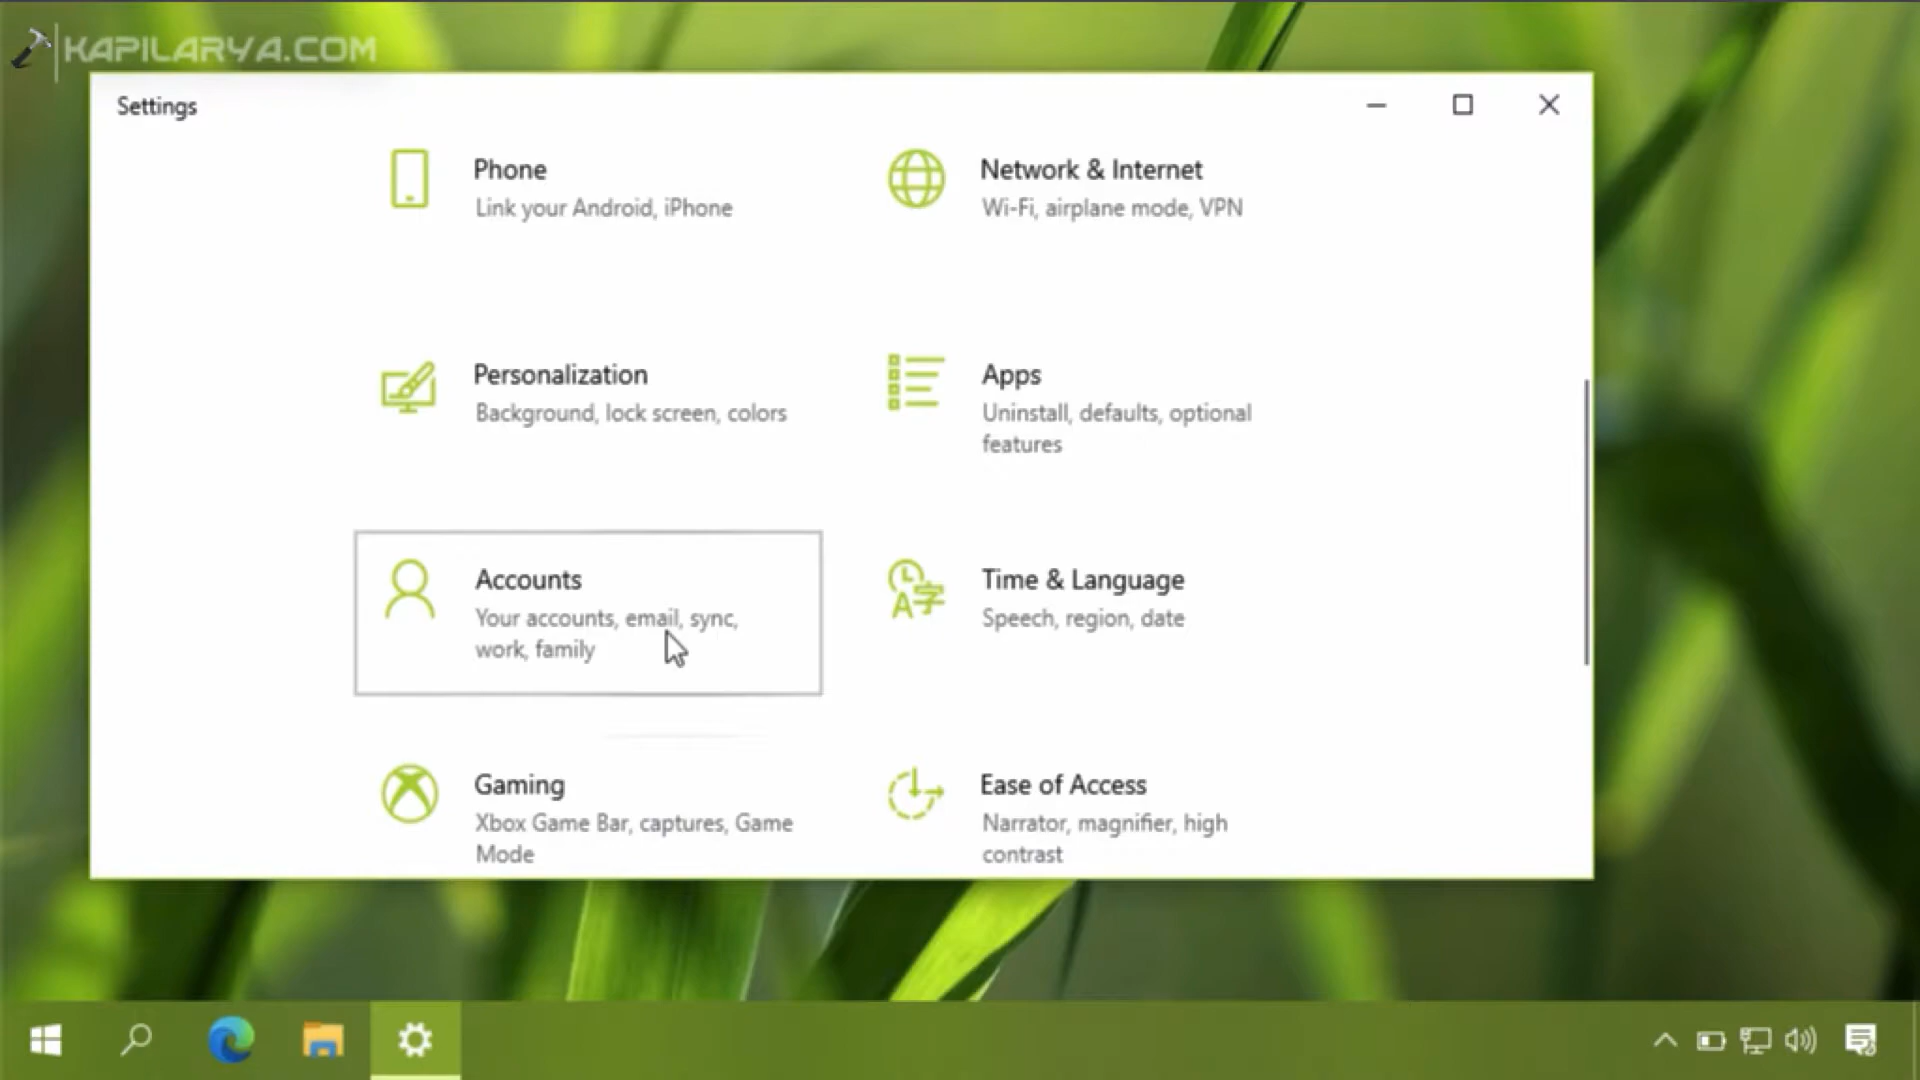 KAPILARYA.COM
Settings
Phone
Link your Android, iPhone
Network & Internet
Wi-Fi, airplane mode, VPN
Personalization
Background, lock screen, colors
Apps
Uninstall, defaults, optional
features
Accounts
Your accounts, email, sync,
work, family
Time & Language
Speech, region, date
Gaming
Xbox Game Bar, captures, Game
Mode
Ease of Access
Narrator, magnifier, high
contrast